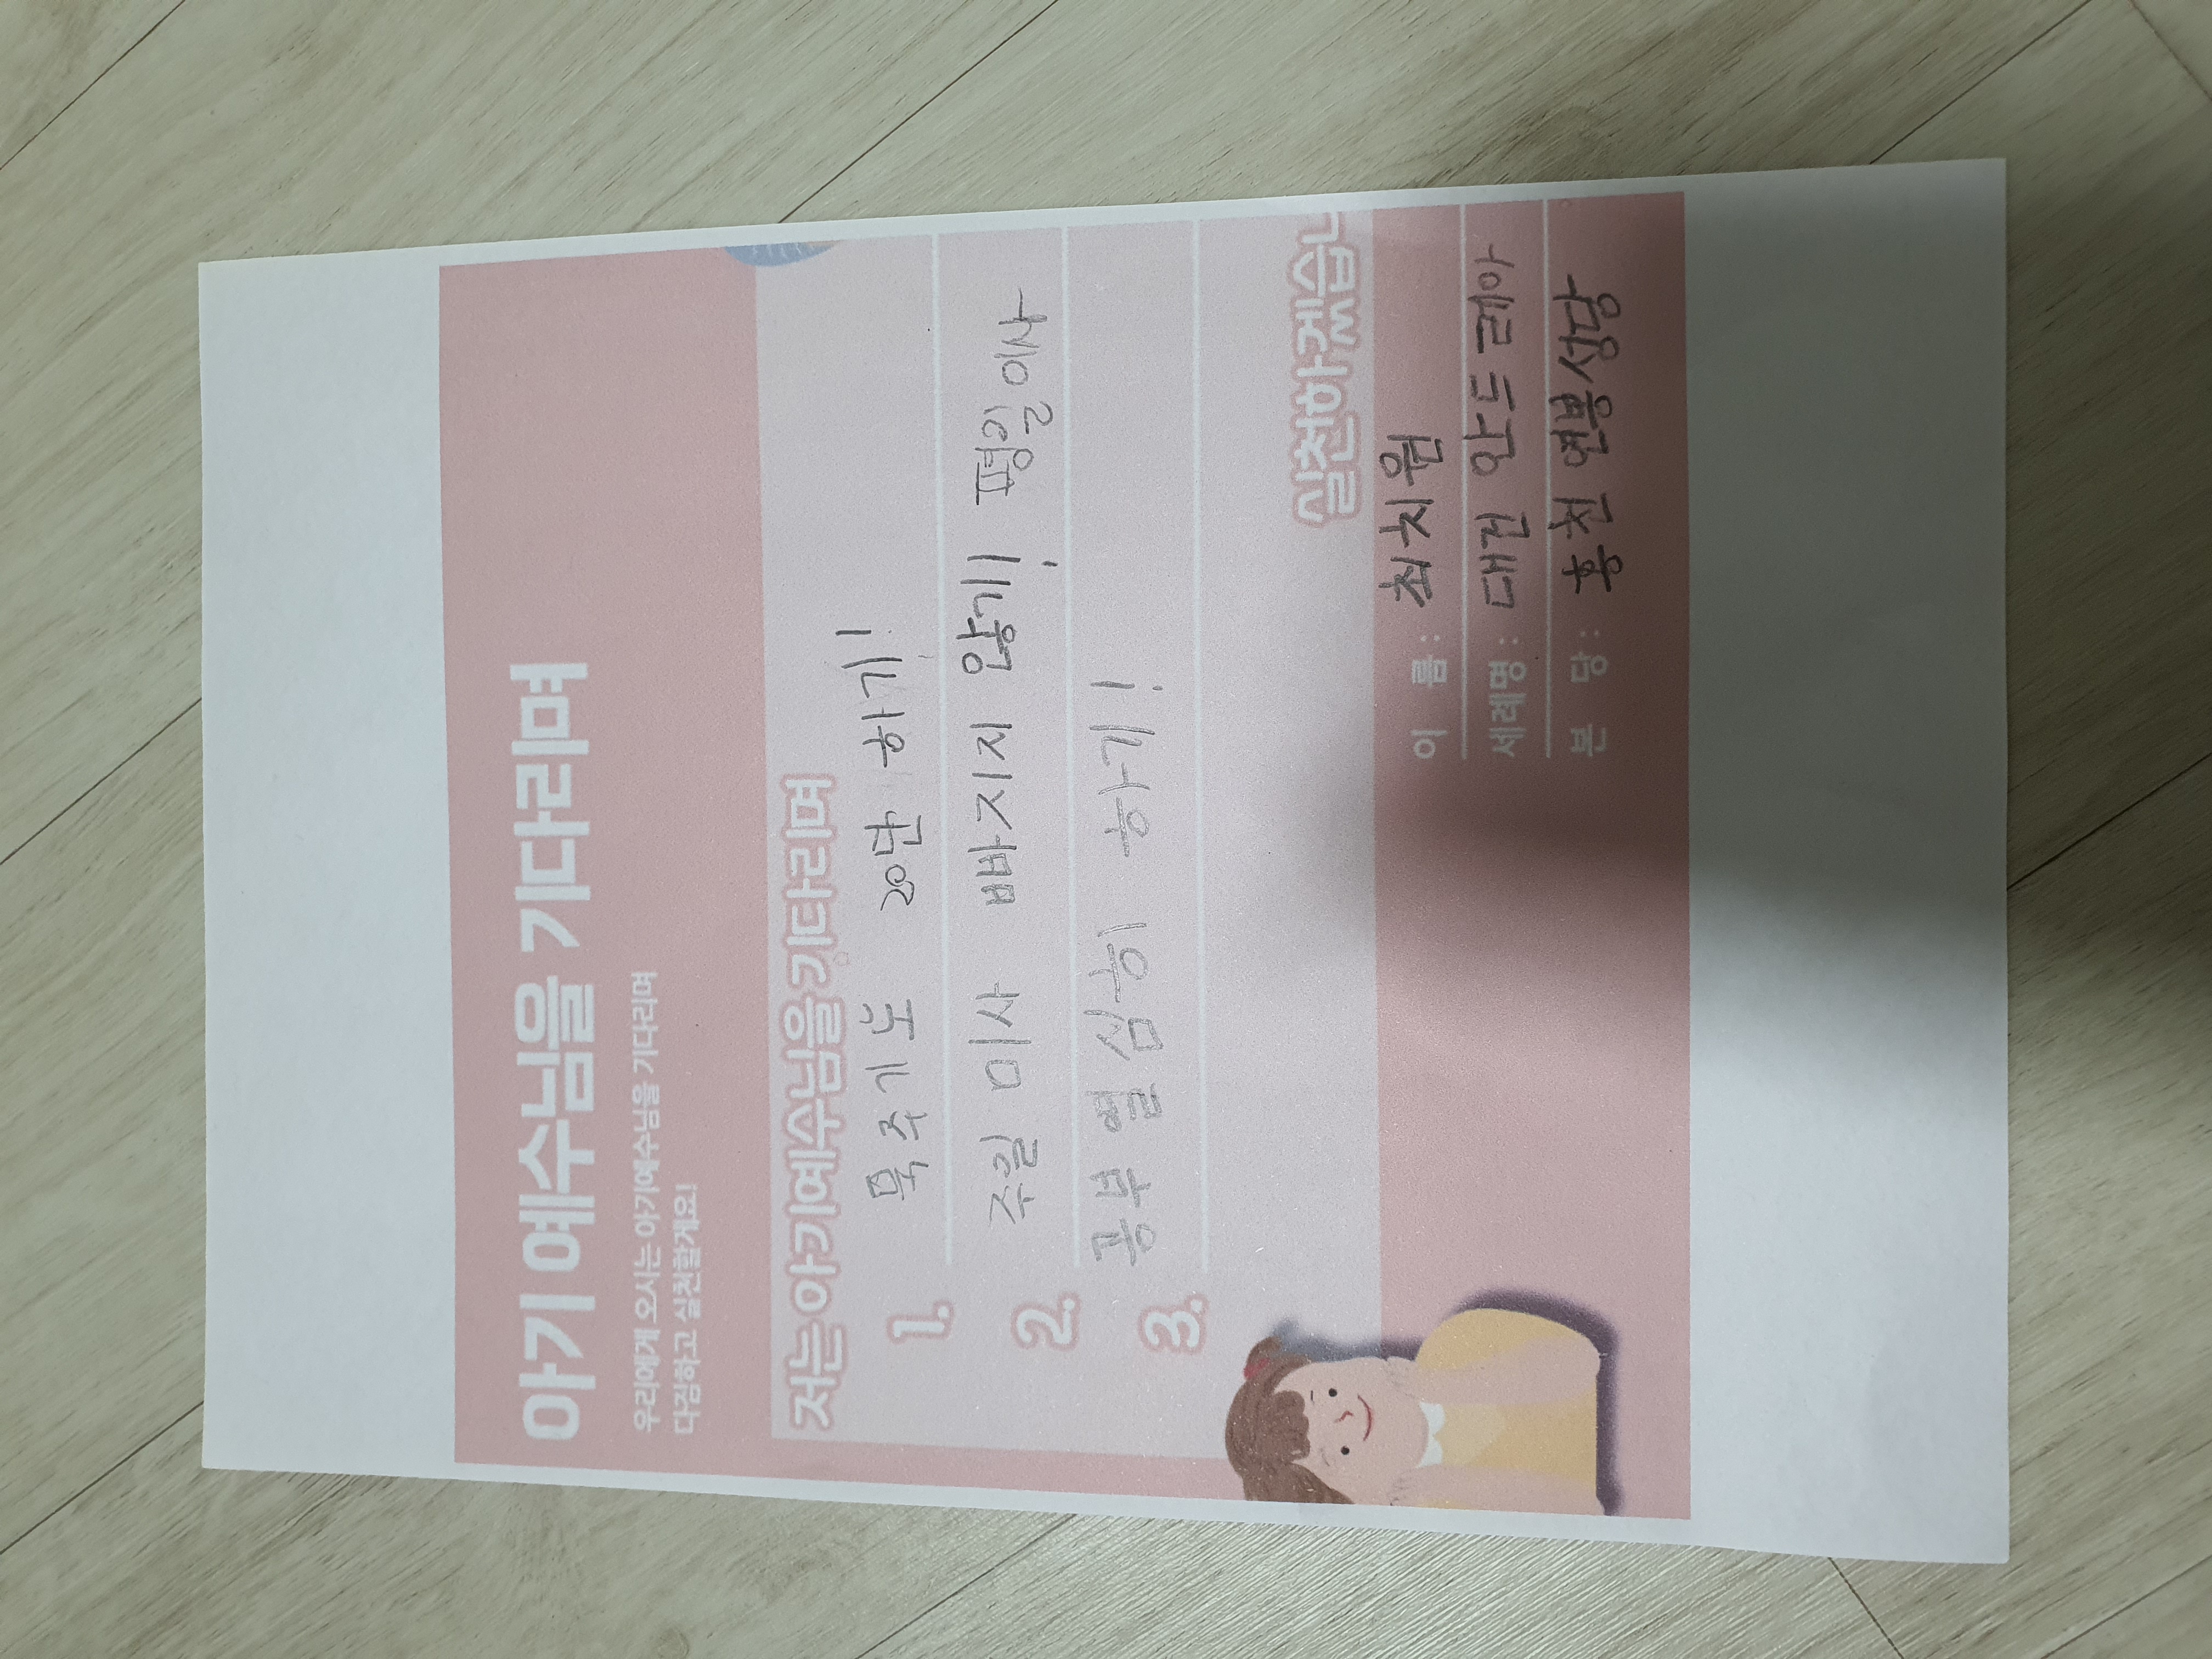 아기 예수님을 기다리며
우리에게 오시는 아기예수님을 기다리며
다짐하고 실천할게요!
저는 아기예수님을 기다리며
1. 묵주기도 20단 하기!
2. 주일 미사 빠지지 않기! 평일 미사
3. 공부 열심히 하기!
실천하겠습니
이 름 : 최치원
세례명 : 대건 안드레아
본 당 : 홍천 연봉성당